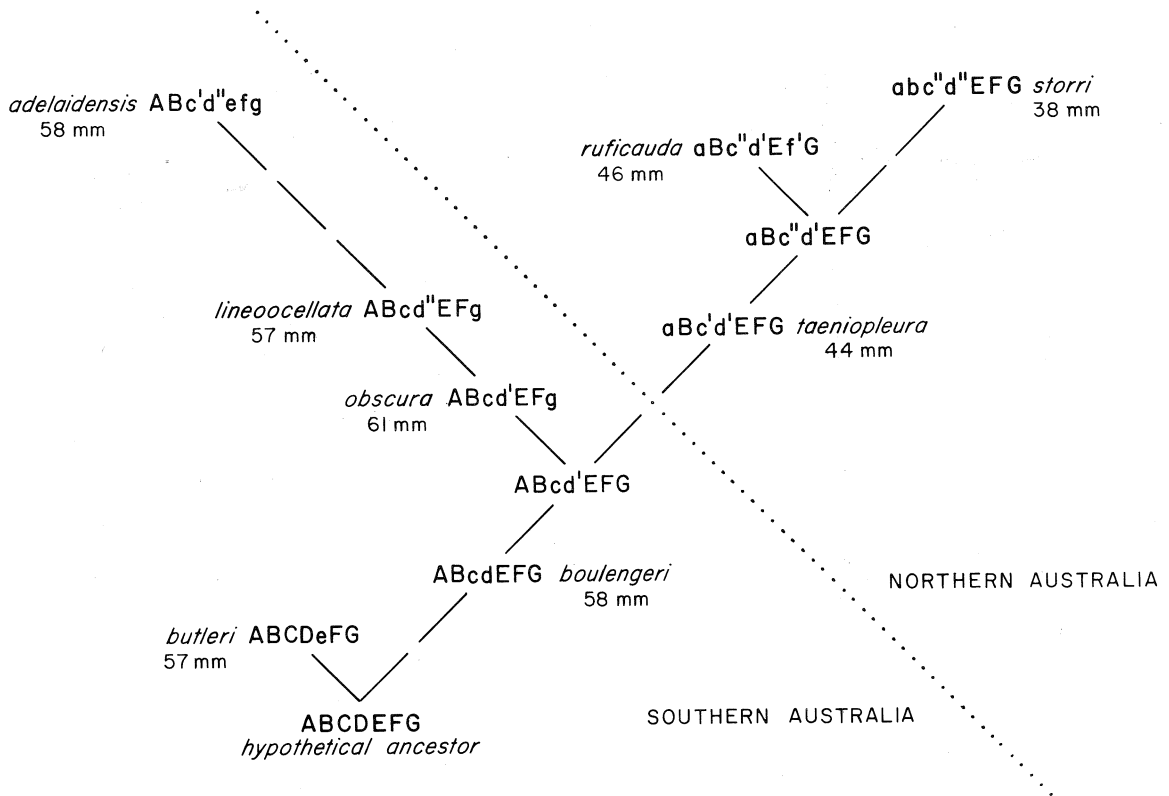 abc"d"EFG storri
38 mm
adelaidensis ABc'd"efg
58 mm
ruficauda aBc"d'Ef'G
46 mm
aBc"d'EFG
lineoocellata ABcd"EFg
57 mm
aBc'd'EFG taeniopleura
44 mm
obscura ABcd'EFg
61 mm
ABcd'EFG
ABcdEFG boulengeri
58 mm
NORTHERN AUSTRALIA
butleri ABCDeFG
57 mm
SOUTHERN AUSTRALIA
ABCDEFG
hypothetical ancestor